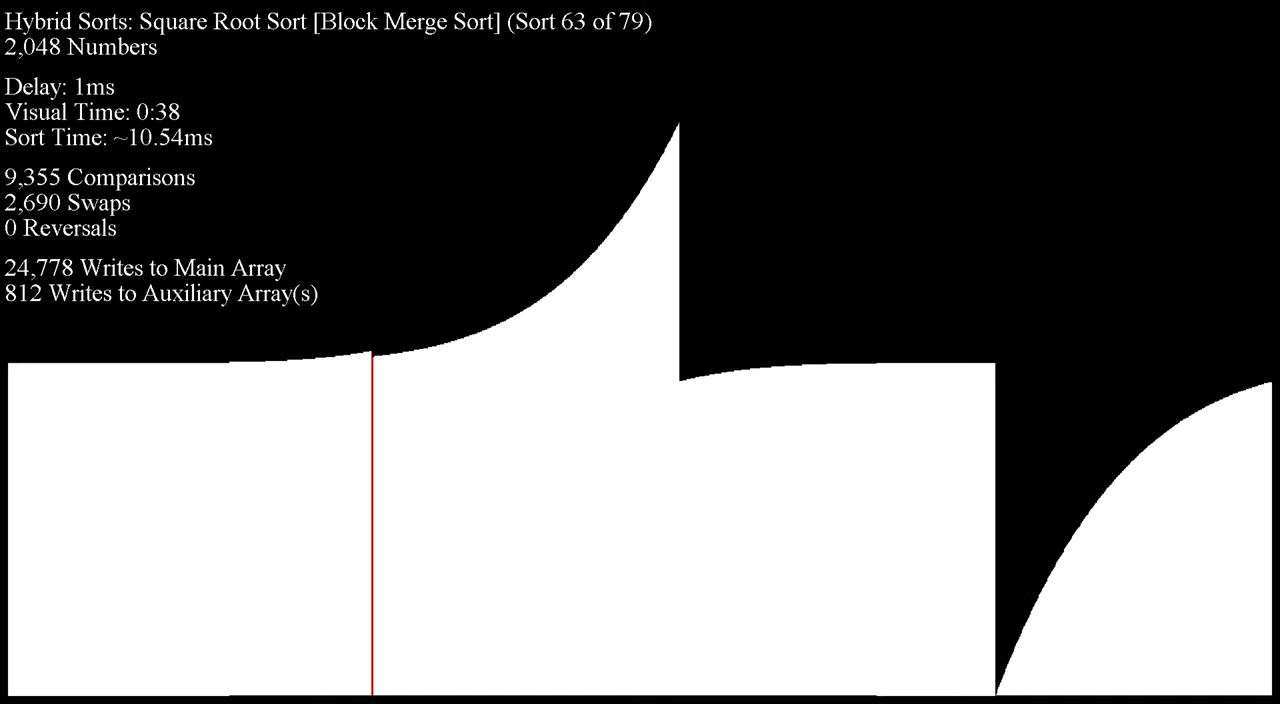 Hybrid Sorts: Square Root Sort [Block Merge Sort] (Sort 63 of 79)
2,048 Numbers
Delay: 1ms
Visual Time: 0:38
Sort Time: ~10.54ms
9,355 Comparisons
2,690 Swaps
0 Reversals
24,778 Writes to Main Array
812 Writes to Auxiliary Array(s)